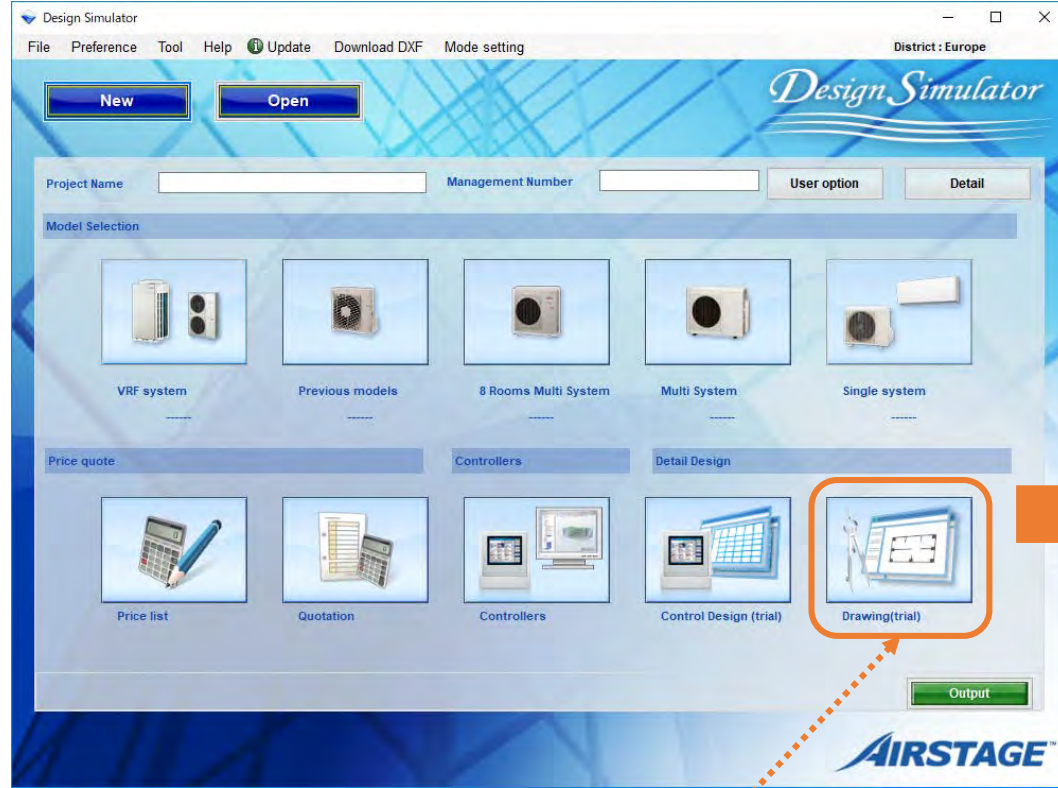 Design Simulator
File Preference Tool Help Update Download DXF Mode setting District : Europe
New Open Design Simulator
Project Name Management Number User option Detail
Model Selection
VRF system Previous models 8 Rooms Multi System Multi System Single system
------ ------ ------ ------ ------
Price quote Controllers Detail Design
Price list Quotation Controllers Control Design (trial) Drawing(trial)
Output
AIRSTAGE™